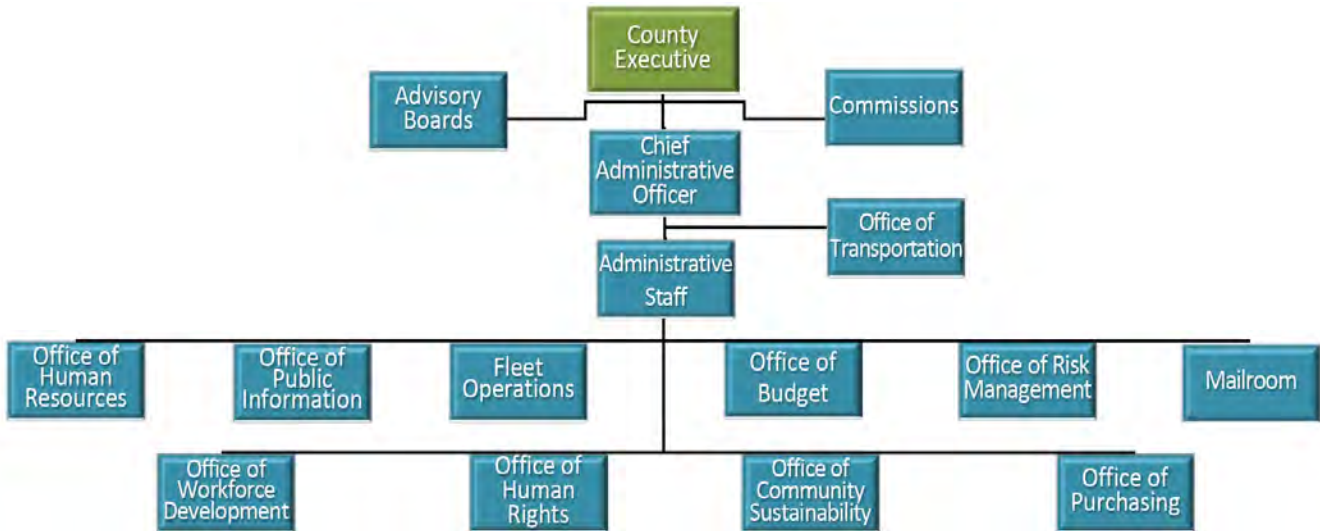 County
Executive
Advisory
Boards
Commissions
Chief
Administrative
Officer
Office of
Transportation
Administrative
Staff
Office of
Human
Resources
Office of
Public
Information
Fleet
Operations
Office of
Budget
Office of Risk
Management
Mailroom
Office of
Workforce
Development
Office of
Human
Rights
Office of
Community
Sustainability
Office of
Purchasing